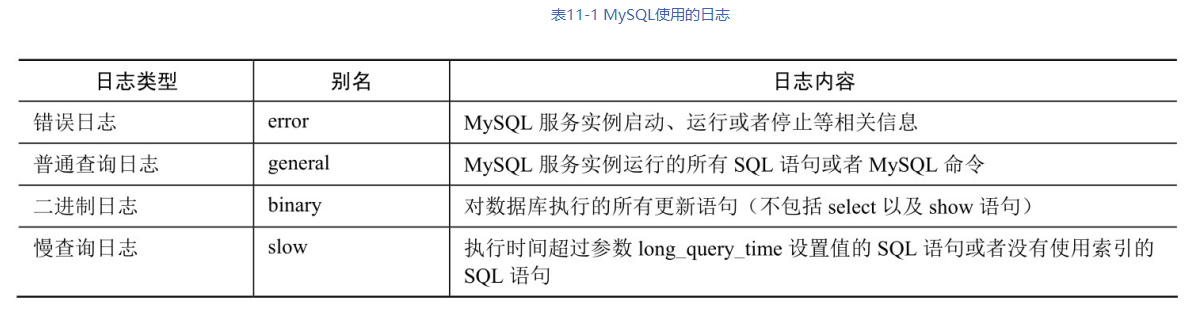 表11-1 MySQL使用的日志
日志类型 别名 日志内容
错误日志 error MySQL 服务实例启动、运行或者停止等相关信息
普通查询日志 general MySQL 服务实例运行的所有 SQL 语句或者 MySQL 命令
二进制日志 binary 对数据库执行的所有更新语句（不包括 select 以及 show 语句）
慢查询日志 slow 执行时间超过参数 long_query_time 设置值的 SQL 语句或者没有使用索引的
SQL 语句